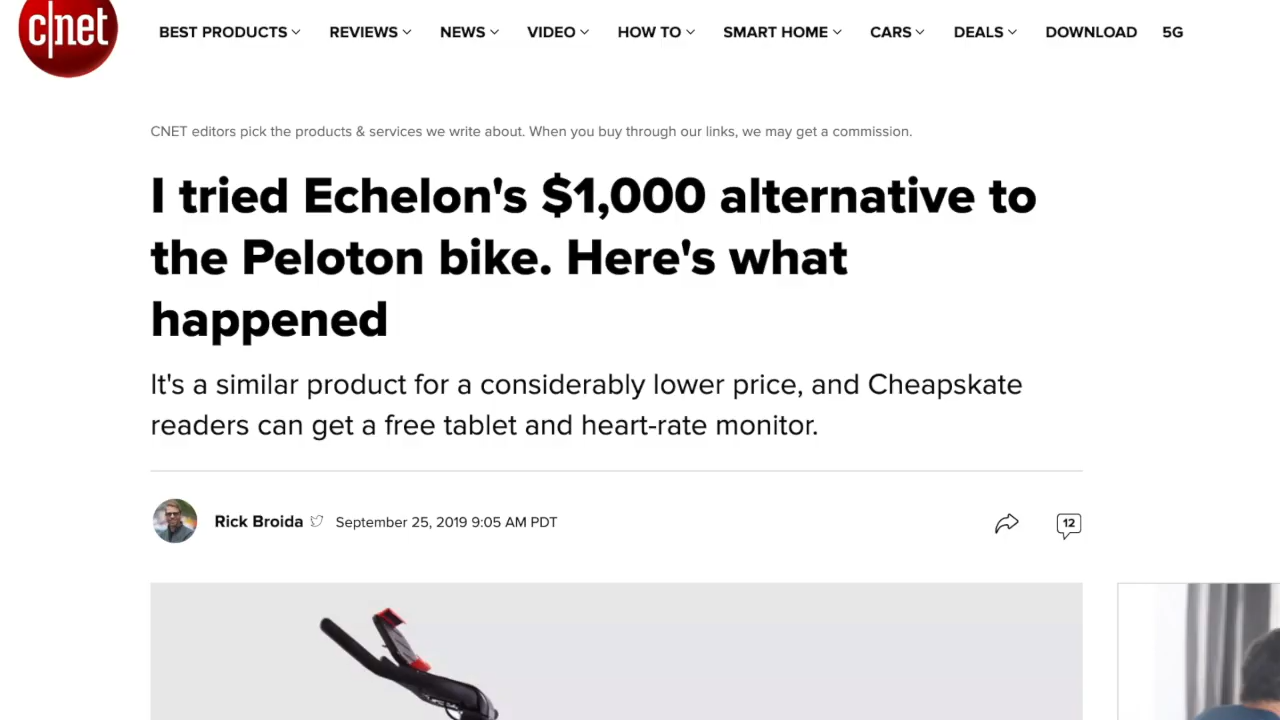 c|net
BEST PRODUCTS REVIEWS NEWS VIDEO HOW TO SMART HOME CARS DEALS DOWNLOAD 5G
CNET editors pick the products & services we write about. When you buy through our links, we may get a commission.
I tried Echelon's $1,000 alternative to
the Peloton bike. Here's what
happened
It's a similar product for a considerably lower price, and Cheapskate
readers can get a free tablet and heart-rate monitor.
Rick Broida September 25, 2019 9:05 AM PDT
12